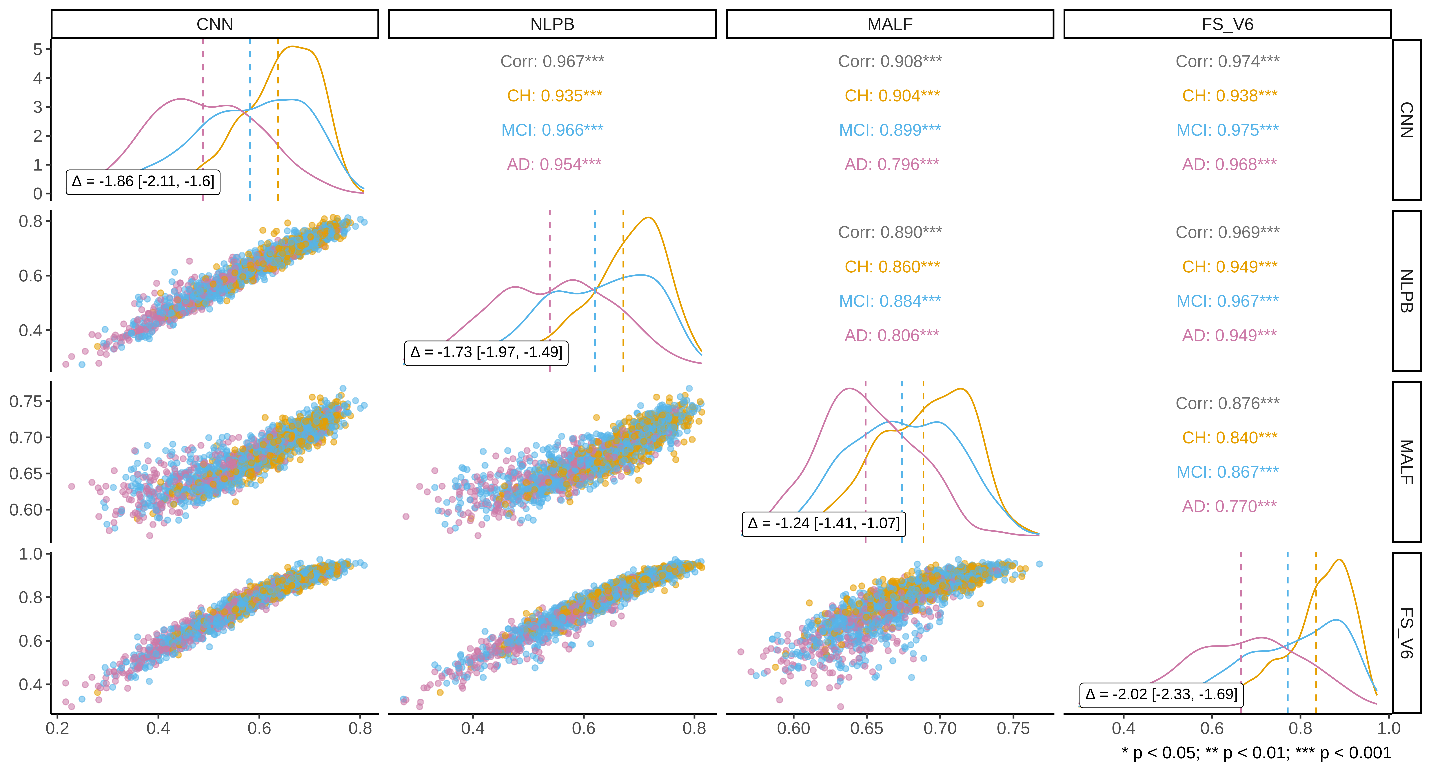 CNN NLPB MALF FS_V6
5
4
3
2
1
0
Δ = -1.86 [-2.11, -1.6]
Corr: 0.967***
CH: 0.935***
MCI: 0.966***
AD: 0.954***
Corr: 0.908***
CH: 0.904***
MCI: 0.899***
AD: 0.796***
Corr: 0.974***
CH: 0.938***
MCI: 0.975***
AD: 0.968***
CNN
0.8
0.6
0.4
Δ = -1.73 [-1.97, -1.49]
Corr: 0.890***
CH: 0.860***
MCI: 0.884***
AD: 0.806***
Corr: 0.969***
CH: 0.949***
MCI: 0.967***
AD: 0.949***
NLPB
0.75
0.70
0.65
0.60
Δ = -1.24 [-1.41, -1.07]
Corr: 0.876***
CH: 0.840***
MCI: 0.867***
AD: 0.770***
MALF
1.0
0.8
0.6
0.4
Δ = -2.02 [-2.33, -1.69]
FS_V6
0.2 0.4 0.6 0.8 0.4 0.6 0.8 0.60 0.65 0.70 0.75 0.4 0.6 0.8 1.0
* p < 0.05; ** p < 0.01; *** p < 0.001